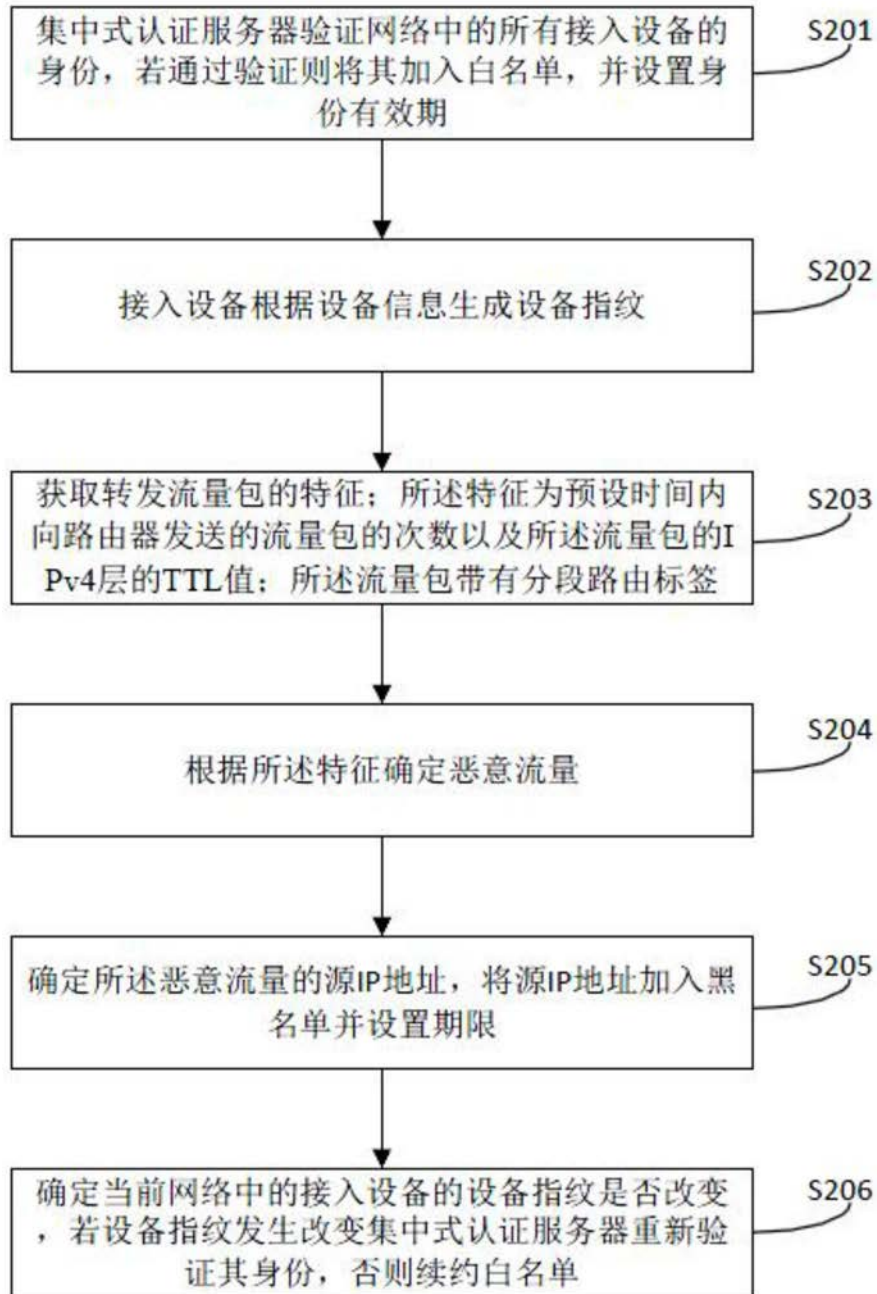 集中式认证服务器验证网络中的所有接入设备的
身份，若通过验证则将其加入白名单，并设置身
份有效期
S201
接入设备根据设备信息生成设备指纹
S202
获取转发流量包的特征；所述特征为预设时间内
向路由器发送的流量包的次数以及所述流量包的I
Pv4层的TTL值；所述流量包带有分段路由标签
S203
根据所述特征确定恶意流量
S204
确定所述恶意流量的源IP地址，将源IP地址加入黑
名单并设置期限
S205
确定当前网络中的接入设备的设备指纹是否改变
，若设备指纹发生改变集中式认证服务器重新验
证其身份，否则续约白名单
S206